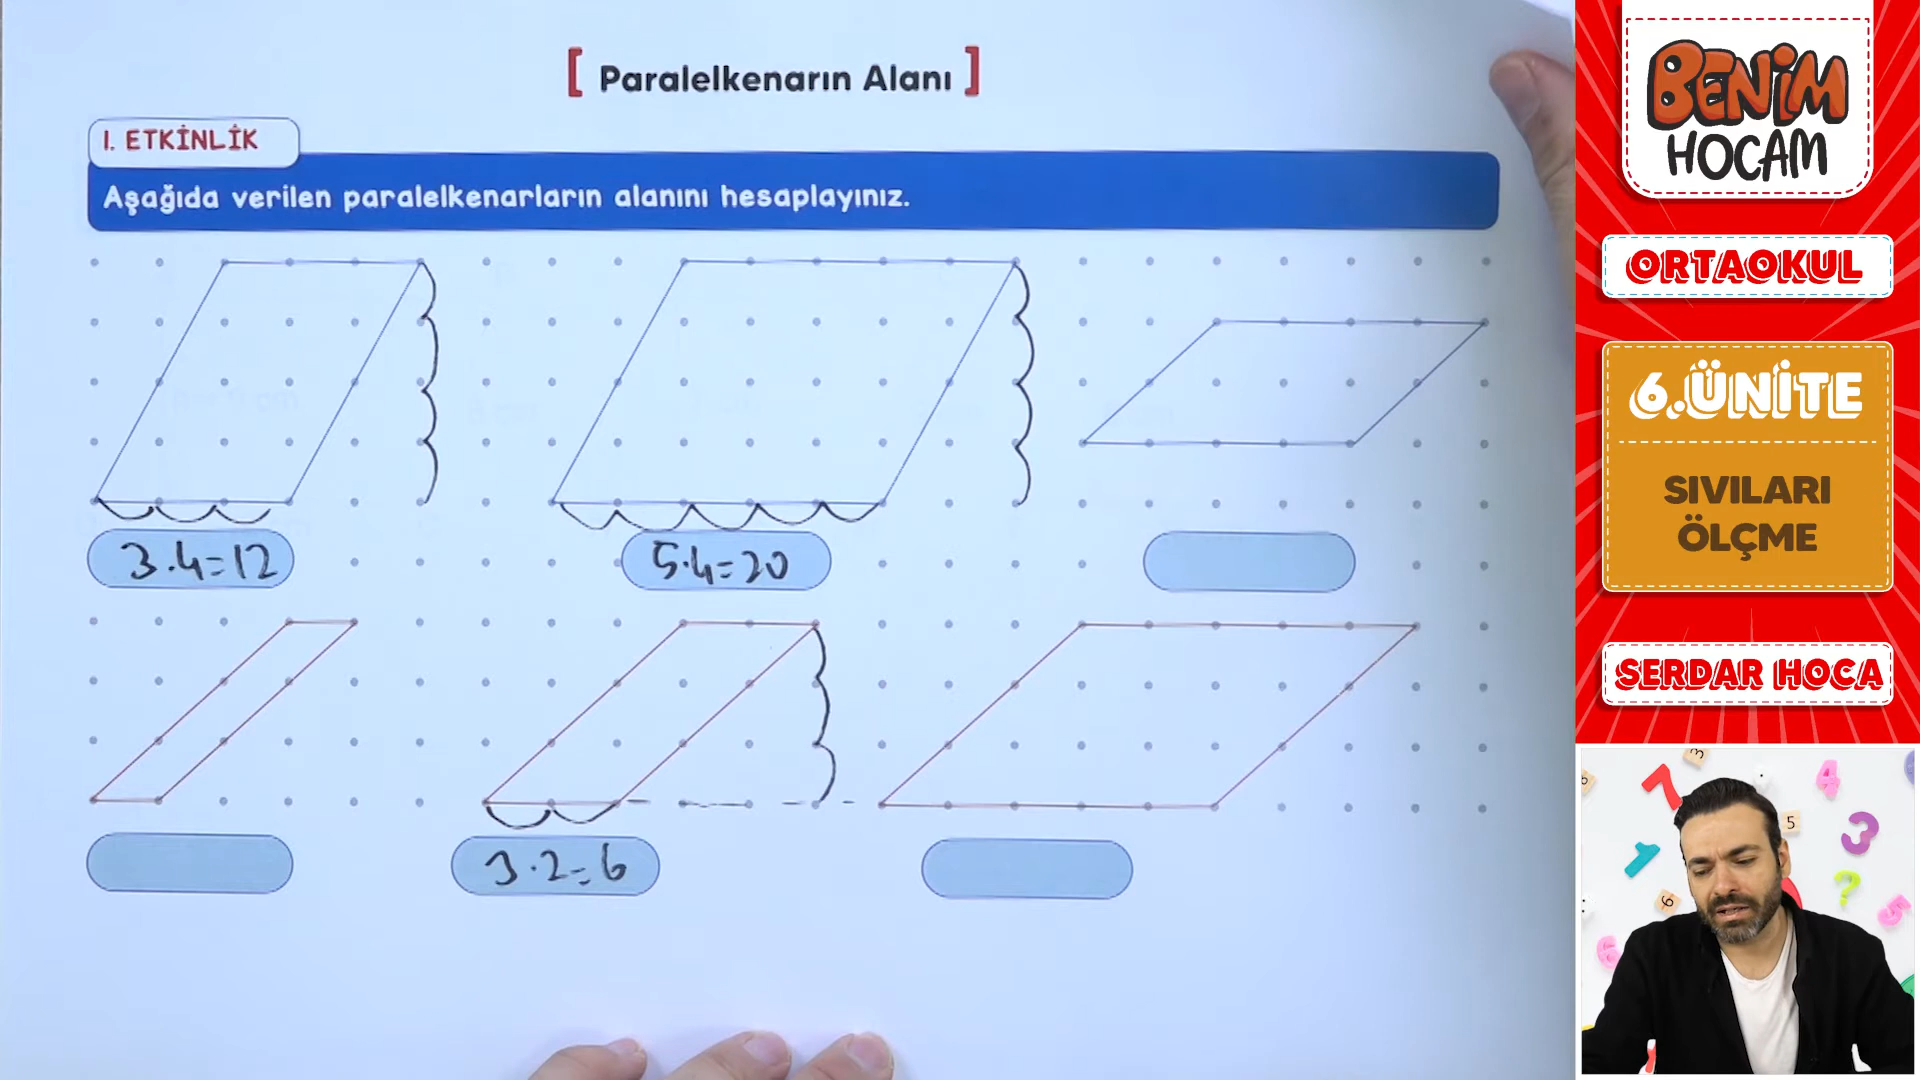 [ Paralelkenarın Alanı ]
I. ETKİNLİK
Aşağıda verilen paralelkenarların alanını hesaplayınız.
3.4=12
5.4=20
3.2=6
BENİM
HOCAM
ORTAOKUL
6.ÜNİTE
SIVILARI
ÖLÇME
SERDAR HOCA